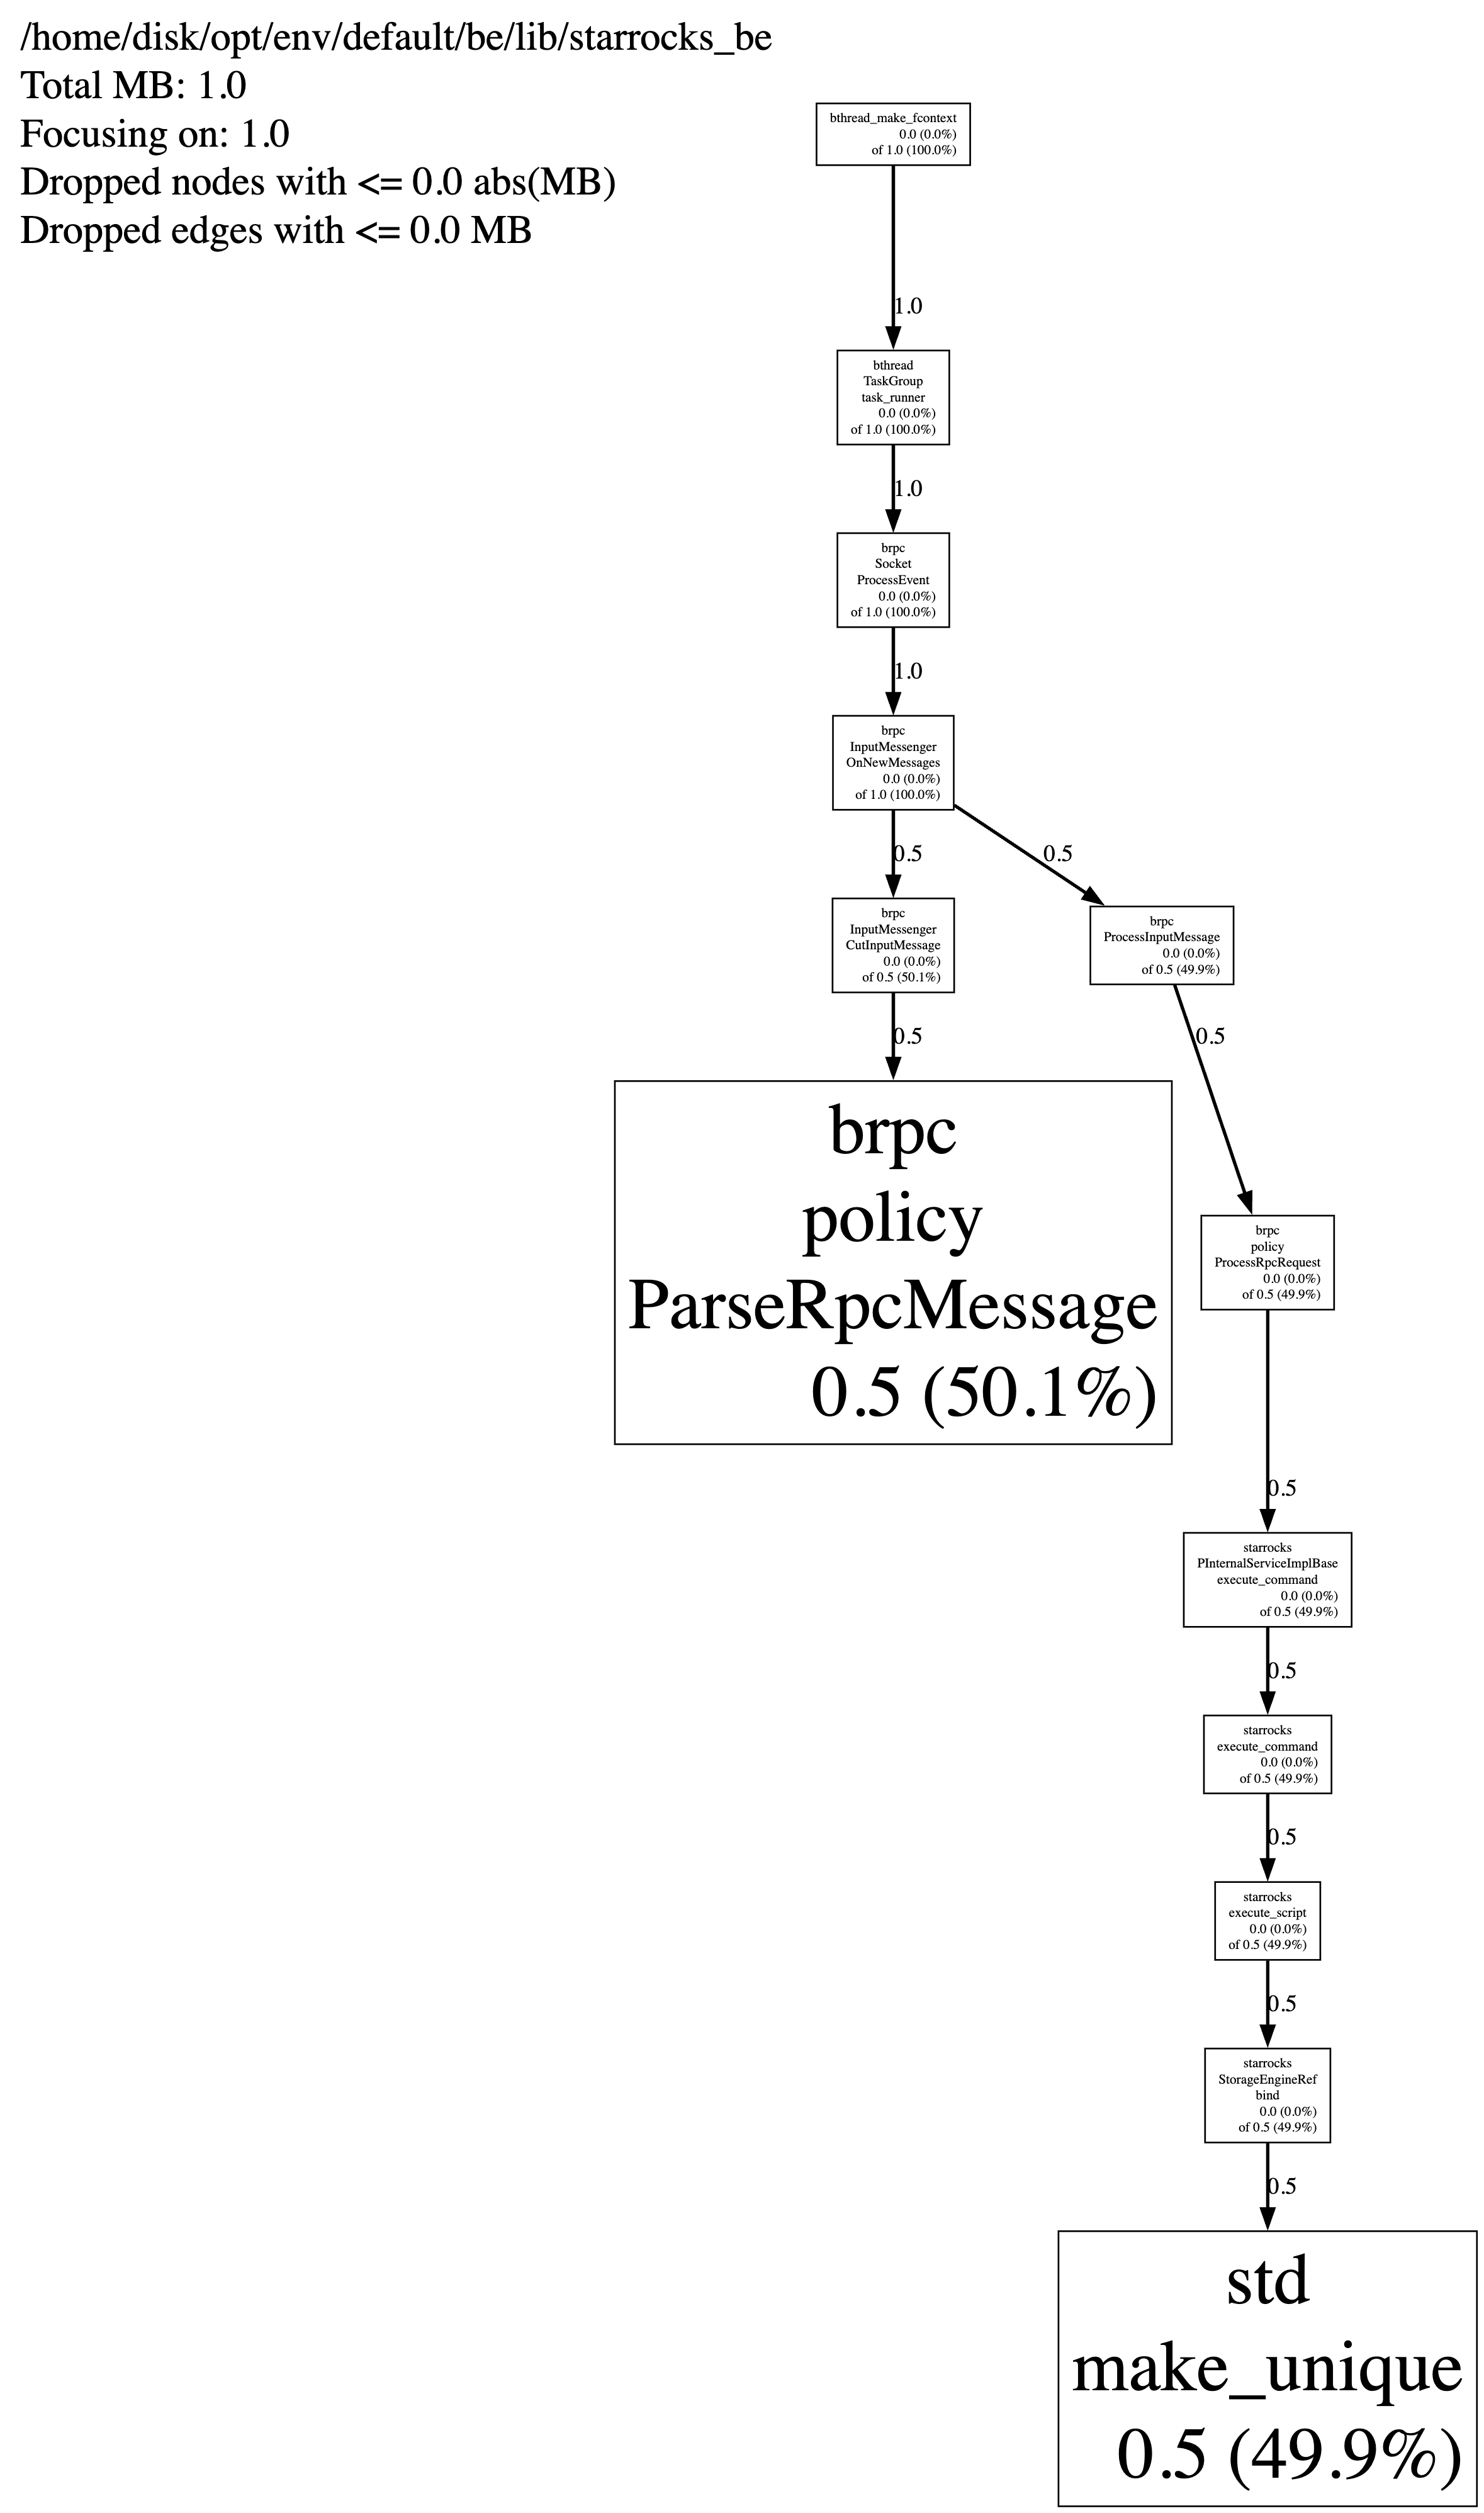 /home/disk/opt/env/default/be/lib/starrocks_be
Total MB: 1.0
Focusing on: 1.0
Dropped nodes with <= 0.0 abs(MB)
Dropped edges with <= 0.0 MB
bthread_make_fcontext
0.0 (0.0%)
of 1.0 (100.0%)
1.0
bthread
TaskGroup
task_runner
0.0 (0.0%)
of 1.0 (100.0%)
1.0
brpc
Socket
ProcessEvent
0.0 (0.0%)
of 1.0 (100.0%)
1.0
brpc
InputMessenger
OnNewMessages
0.0 (0.0%)
of 1.0 (100.0%)
0.5
0.5
brpc
InputMessenger
CutInputMessage
0.0 (0.0%)
of 0.5 (50.1%)
brpc
ProcessInputMessage
0.0 (0.0%)
of 0.5 (49.9%)
0.5
0.5
brpc
policy
ParseRpcMessage
0.5 (50.1%)
brpc
policy
ProcessRpcRequest
0.0 (0.0%)
of 0.5 (49.9%)
0.5
starrocks
PInternalServiceImplBase
execute_command
0.0 (0.0%)
of 0.5 (49.9%)
0.5
starrocks
execute_command
0.0 (0.0%)
of 0.5 (49.9%)
0.5
starrocks
execute_script
0.0 (0.0%)
of 0.5 (49.9%)
0.5
starrocks
StorageEngineRef
bind
0.0 (0.0%)
of 0.5 (49.9%)
0.5
std
make_unique
0.5 (49.9%)